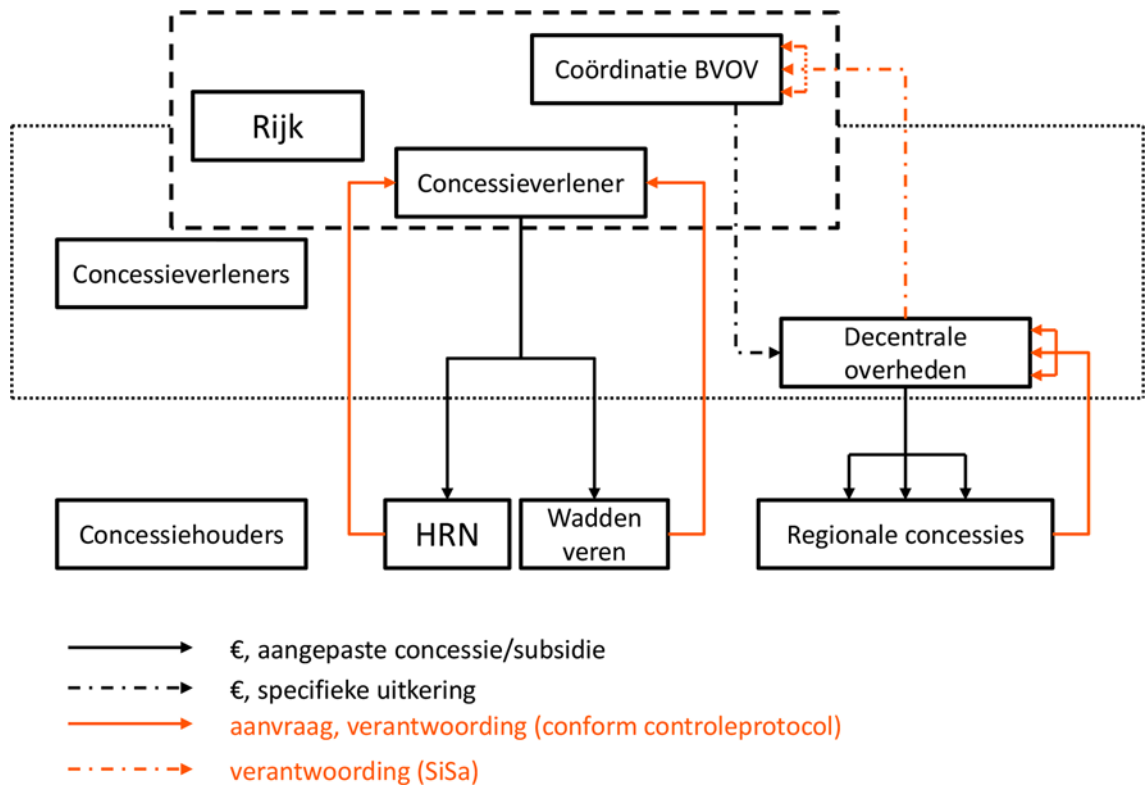 Coördinatie BVOV
Rijk
Concessieverlener
Concessieverleners
Decentrale
overheden
Concessiehouders
HRN
Wadden
veren
Regionale concessies
€, aangepaste concessie/subsidie
€, specifieke uitkering
aanvraag, verantwoording (conform controleprotocol)
verantwoording (SiSa)